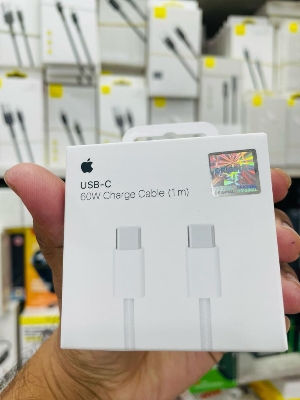 USB-C
60W Charge Cable (1 m)